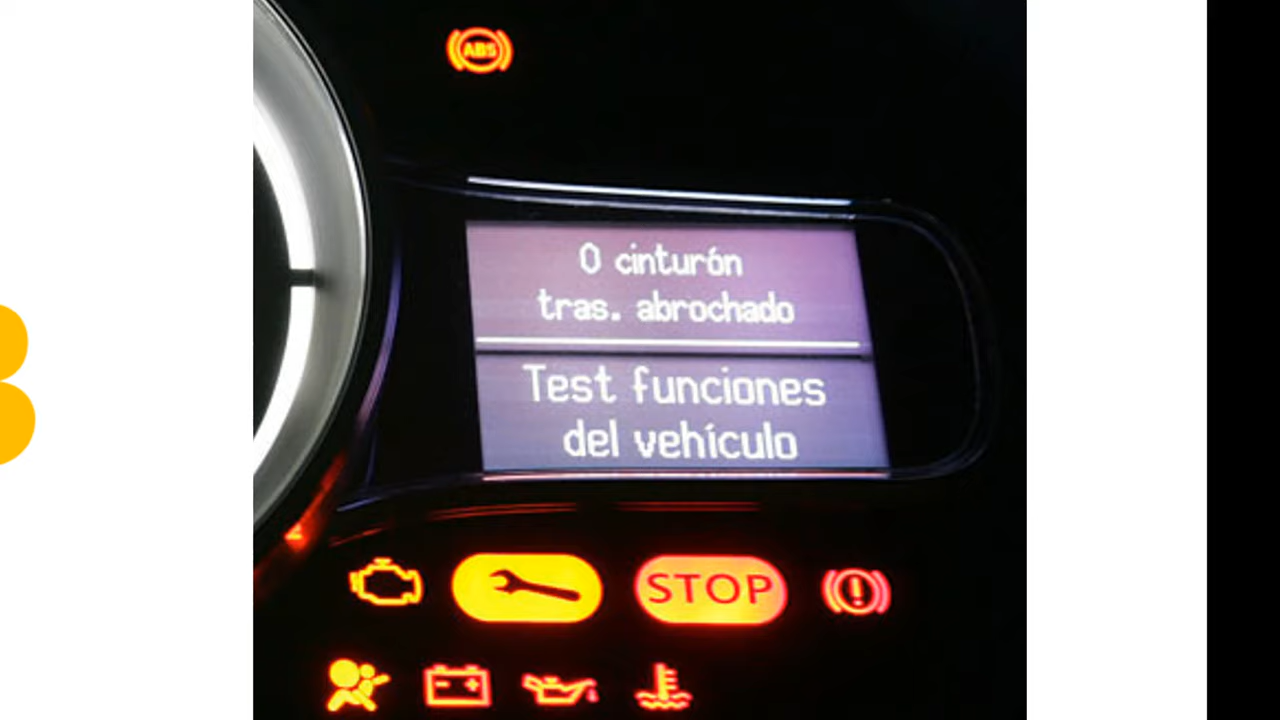 ABS
0 cinturón
tras. abrochado
Test funciones
del vehículo
STOP